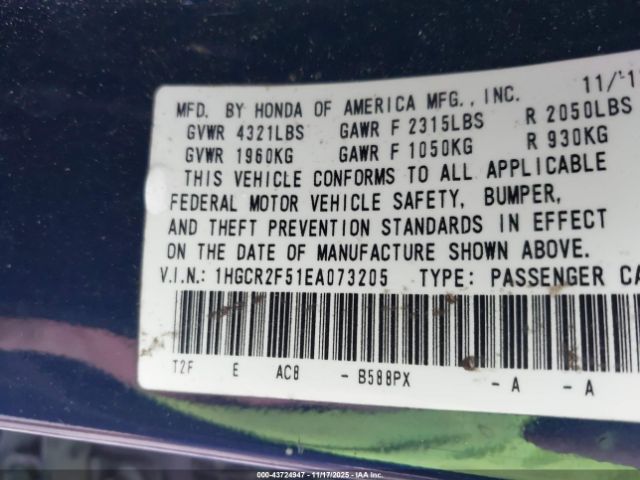 MFD. BY HONDA OF AMERICA MFG., INC. 11/
GVWR 4321LBS GAWR F 2315LBS R 2050LBS
GVWR 1960KG GAWR F 1050KG R 930KG
THIS VEHICLE CONFORMS TO ALL APPLICABLE
FEDERAL MOTOR VEHICLE SAFETY, BUMPER,
AND THEFT PREVENTION STANDARDS IN EFFECT
ON THE DATE OF MANUFACTURE SHOWN ABOVE.
V.I.N.: 1HGCR2F51EA073205 TYPE: PASSENGER CA
T2F E AC8 - B588PX - A - A
000-43724947 - 11/17/2025 - IAA Inc.